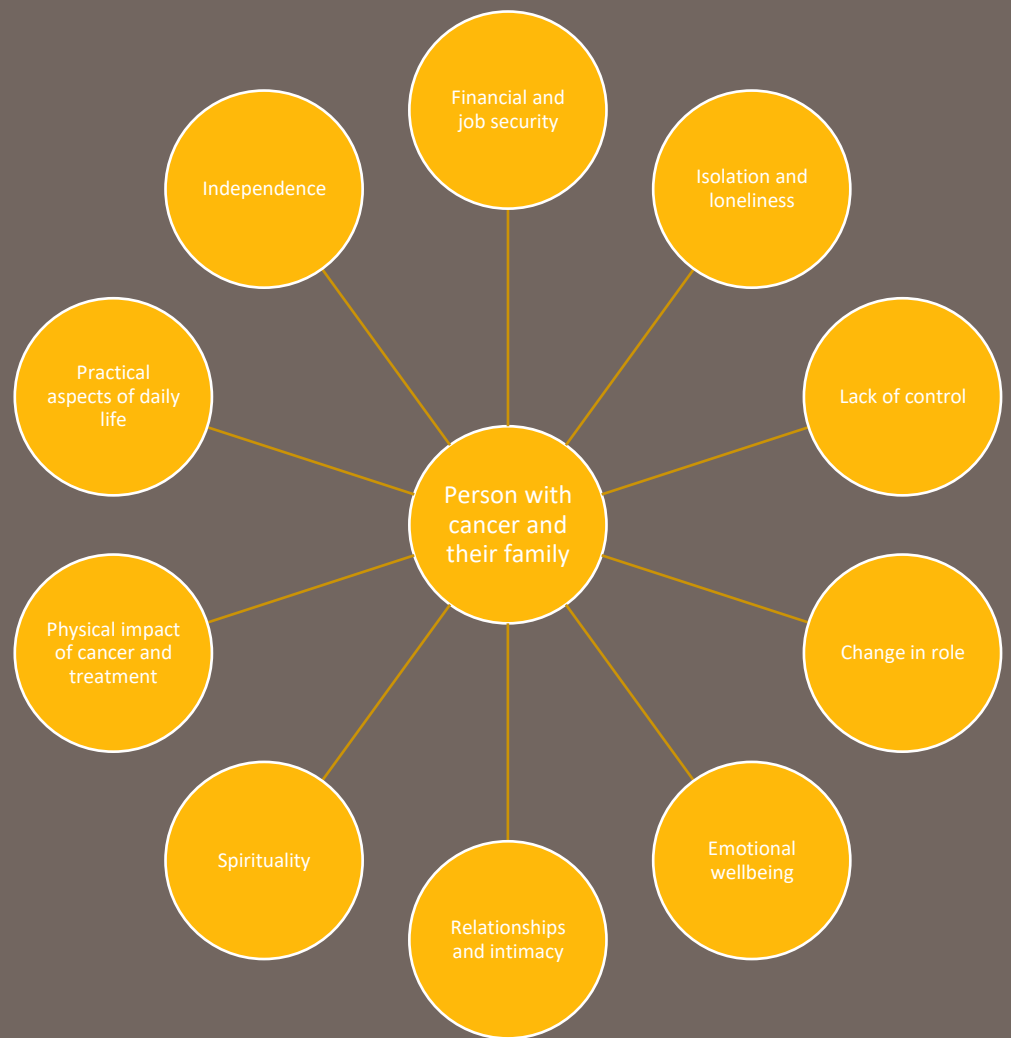 Financial and
job security
Isolation and
loneliness
Lack of control
Change in role
Emotional
wellbeing
Relationships
and intimacy
Spirituality
Physical impact
of cancer and
treatment
Practical
aspects of daily
life
Independence
Person with
cancer and
their family